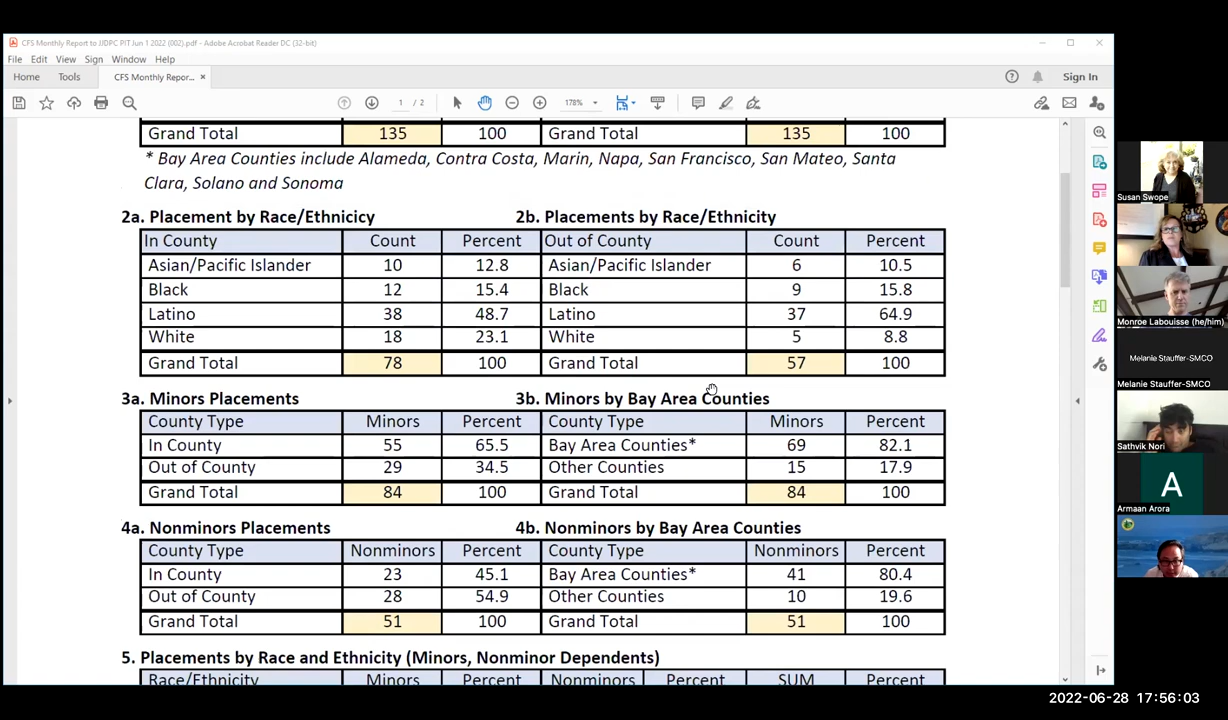 CFS Monthly Report to JJDPC PIT Jun 1 2022 (002).pdf - Adobe Acrobat Reader DC (32-bit)
File Edit View Sign Window Help
Home Tools CFS Monthly Repor... × Sign In
1 / 2 178%
Grand Total 135 100 Grand Total 135 100
* Bay Area Counties include Alameda, Contra Costa, Marin, Napa, San Francisco, San Mateo, Santa
Clara, Solano and Sonoma
2a. Placement by Race/Ethnicicy 2b. Placements by Race/Ethnicity
In County Count Percent Out of County Count Percent
Asian/Pacific Islander 10 12.8 Asian/Pacific Islander 6 10.5
Black 12 15.4 Black 9 15.8
Latino 38 48.7 Latino 37 64.9
White 18 23.1 White 5 8.8
Grand Total 78 100 Grand Total 57 100
3a. Minors Placements 3b. Minors by Bay Area Counties
County Type Minors Percent County Type Minors Percent
In County 55 65.5 Bay Area Counties* 69 82.1
Out of County 29 34.5 Other Counties 15 17.9
Grand Total 84 100 Grand Total 84 100
4a. Nonminors Placements 4b. Nonminors by Bay Area Counties
County Type Nonminors Percent County Type Nonminors Percent
In County 23 45.1 Bay Area Counties* 41 80.4
Out of County 28 54.9 Other Counties 10 19.6
Grand Total 51 100 Grand Total 51 100
5. Placements by Race and Ethnicity (Minors, Nonminor Dependents)
Race/Ethnicity Minors Percent Nonminors Percent SUM Percent
Susan Swope
Monroe Labouisse (he/him)
Melanie Stauffer-SMCO
Melanie Stauffer-SMCO
Sathvik Nori
A
Armaan Arora
2022-06-28 17:56:03